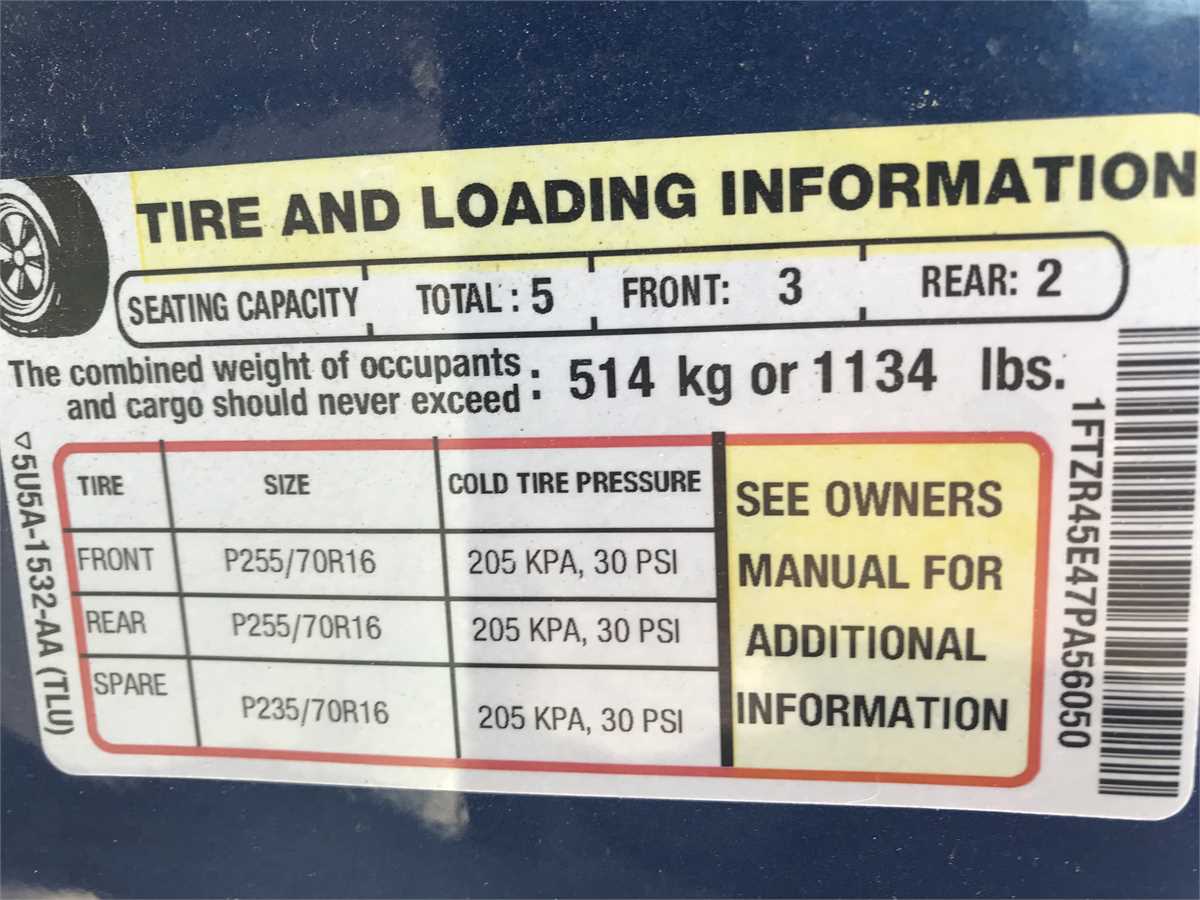 TIRE AND LOADING INFORMATION
SEATING CAPACITY TOTAL : 5 FRONT: 3 REAR: 2
The combined weight of occupants
and cargo should never exceed : 514 kg or 1134 lbs.
TIRE SIZE COLD TIRE PRESSURE
FRONT P255/70R16 205 KPA, 30 PSI
REAR P255/70R16 205 KPA, 30 PSI
SPARE P235/70R16 205 KPA, 30 PSI
SEE OWNERS
MANUAL FOR
ADDITIONAL
INFORMATION
▽5U5A-1532-AA (TLU)
1FTZR45E47PA56050